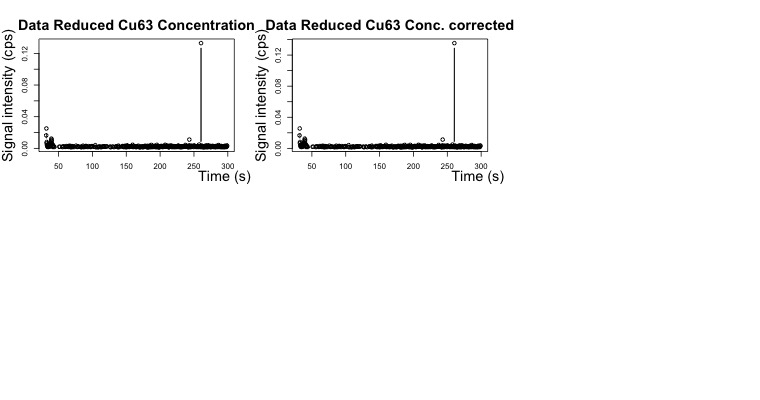 Data Reduced Cu63 Concentration
Signal intensity (cps)
0.00 0.04 0.08 0.12
50 100 150 200 250 300
Time (s)
Data Reduced Cu63 Conc. corrected
Signal intensity (cps)
0.00 0.04 0.08 0.12
50 100 150 200 250 300
Time (s)